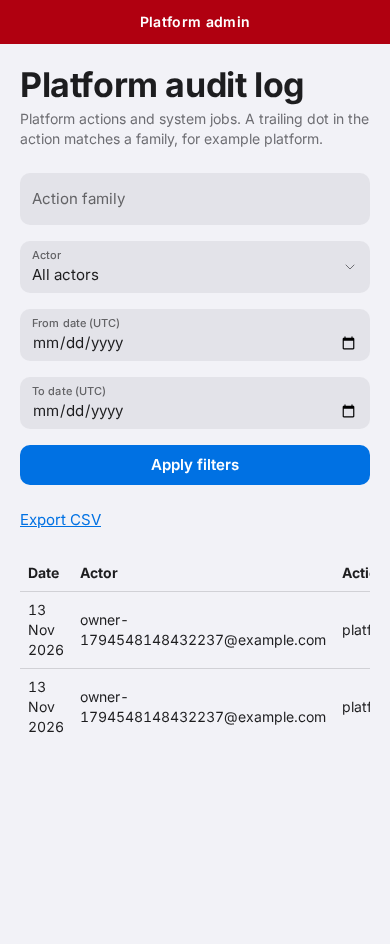 Platform admin
Platform audit log
Platform actions and system jobs. A trailing dot in the
action matches a family, for example platform.
Action family
Actor
All actors
From date (UTC)
mm/dd/yyyy
To date (UTC)
mm/dd/yyyy
Apply filters
Export CSV
Date Actor
13
Nov
2026
owner-
1794548148432237@example.com
13
Nov
2026
owner-
1794548148432237@example.com